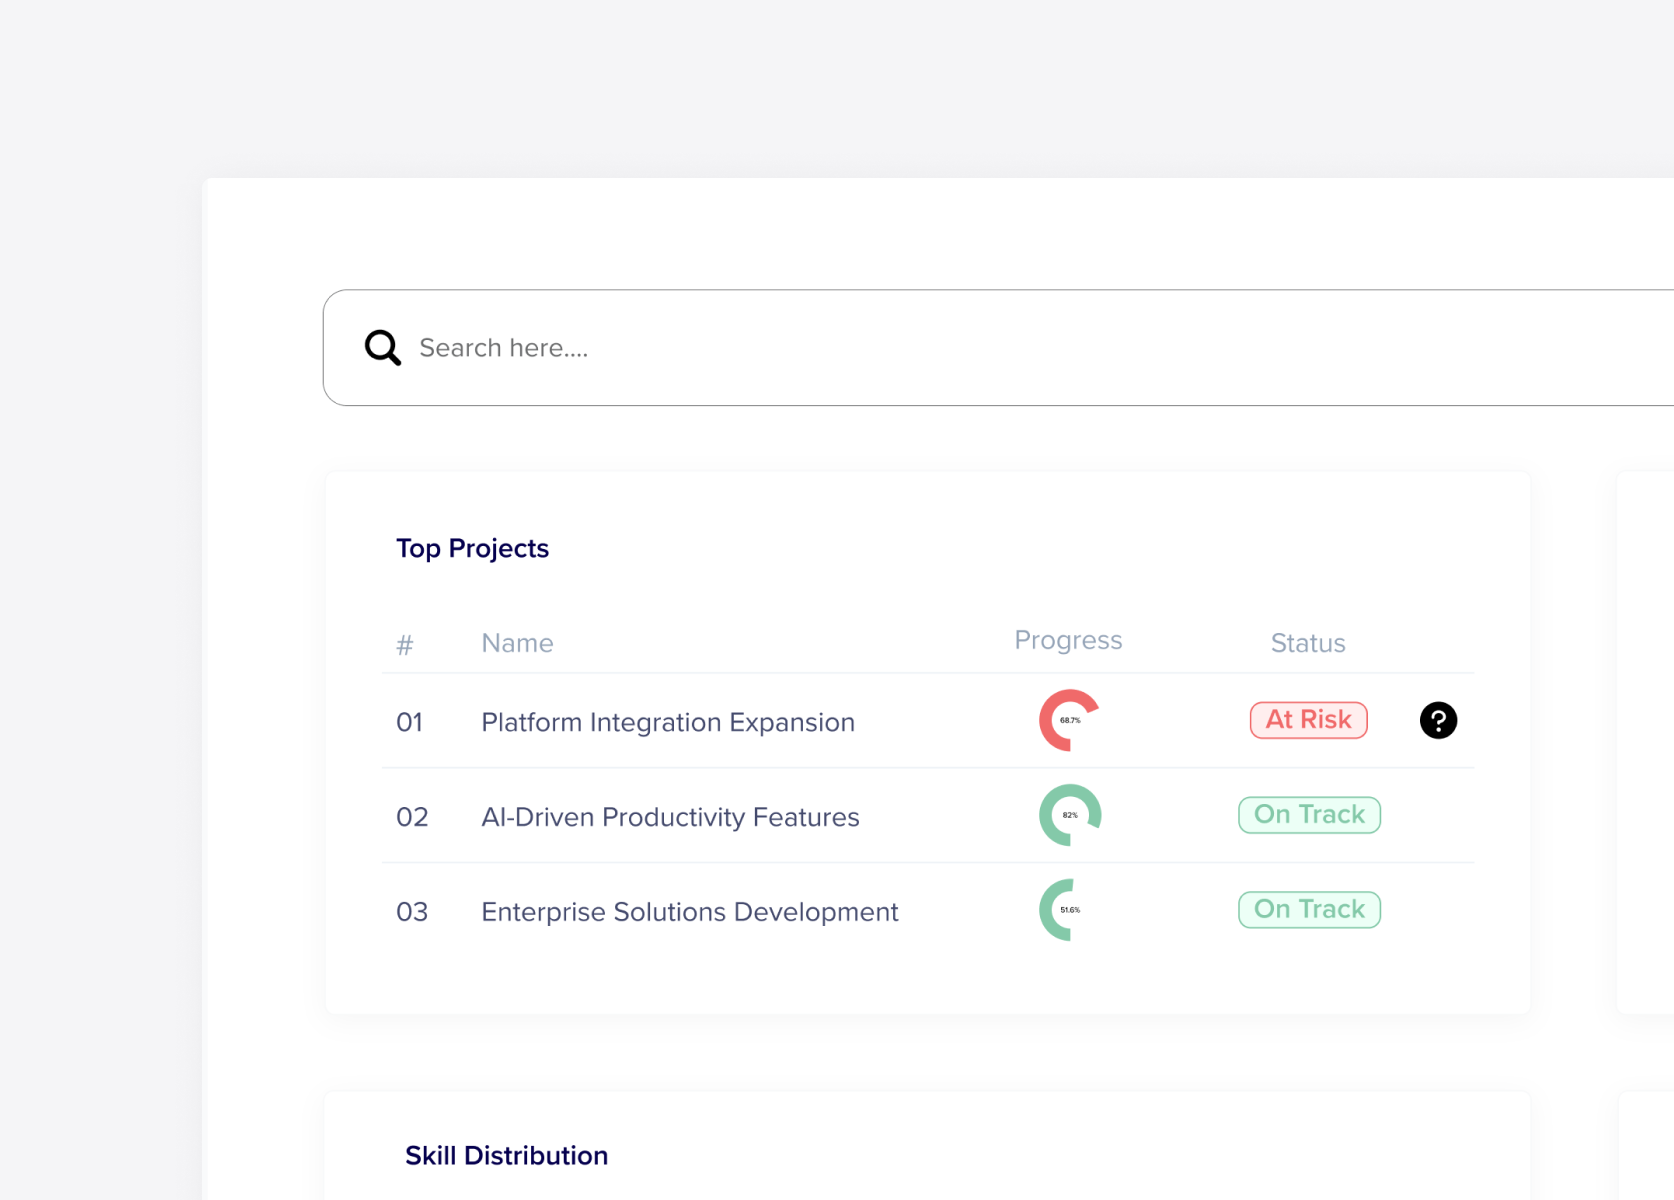 Search here....
Top Projects
# Name Progress Status
01 Platform Integration Expansion 68.7% At Risk ?
02 AI-Driven Productivity Features 82% On Track
03 Enterprise Solutions Development 51.6% On Track
Skill Distribution